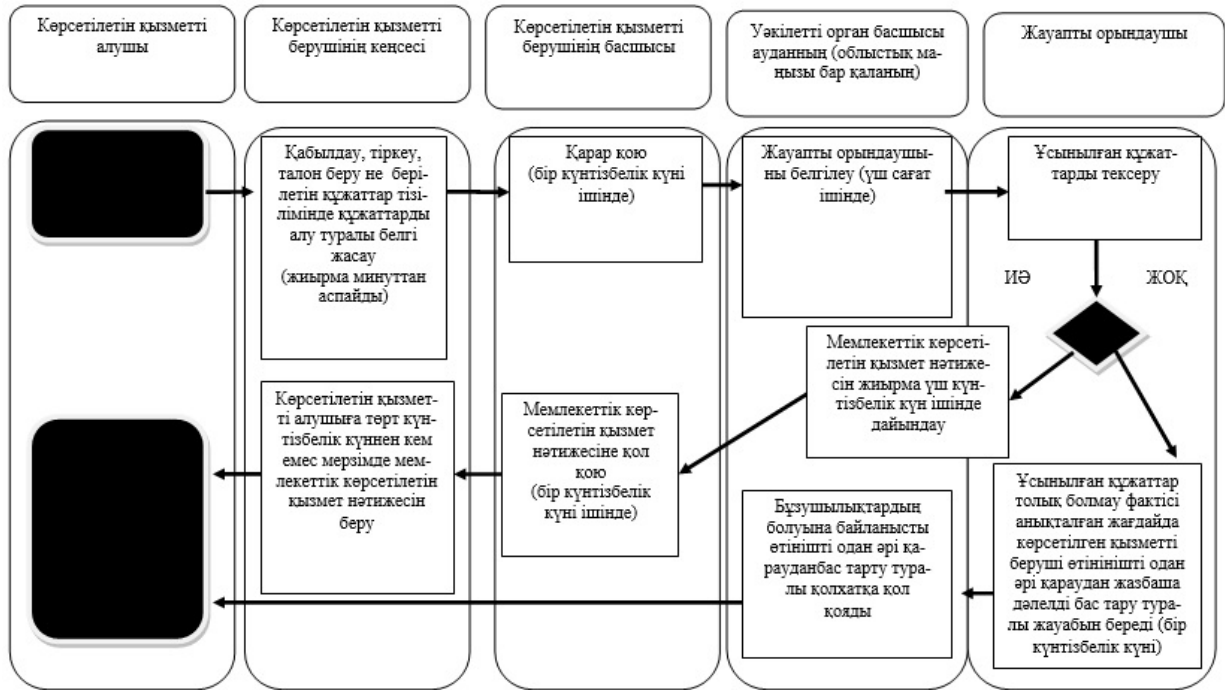 Көрсетілетін қызметті
алушы
Көрсетілетін қызметті
берушінің кеңсесі
Көрсетілетін қызметті
берушінің басшысы
Уәкілетті орган басшысы
ауданның (облыстық ма-
ңызы бар қаланың)
Жауапты орындаушы
Қабылдау, тіркеу,
талон беру не бері-
летін құжаттар тізі-
лімінде құжаттарды
алу туралы белгі
жасау
(жиырма минуттан
аспайды)
Қарар қою
(бір күнтізбелік күні
ішінде)
Жауапты орындаушы-
ны белгілеу (үш сағат
ішінде)
Ұсынылған құжат-
тарды тексеру
ИӘ
ЖОҚ
Мемлекеттік көрсеті-
летін қызмет нәтиже-
сін жиырма үш күн-
тізбелік күн ішінде
дайындау
Көрсетілетін қызмет-
ті алушыға төрт күн-
тізбелік күннен кем
емес мерзімде мем-
лекеттік көрсетілетін
қызмет нәтижесін
беру
Мемлекеттік көр-
сетілетін қызмет
нәтижесіне қол
қою
(бір күнтізбелік
күні ішінде)
Бұзушылықтардың
болуына байланысты
өтінішті одан әрі қа-
рауданбас тарту тура-
лы қолхатқа қол
қояды
Ұсынылған құжаттар
толық болмау фактісі
анықталған жағдайда
көрсетілген қызметті
беруші өтінінішті одан
әрі қараудан жазбаша
дәлелді бас тару тура-
лы жауабын береді (бір
күнтізбелік күні)